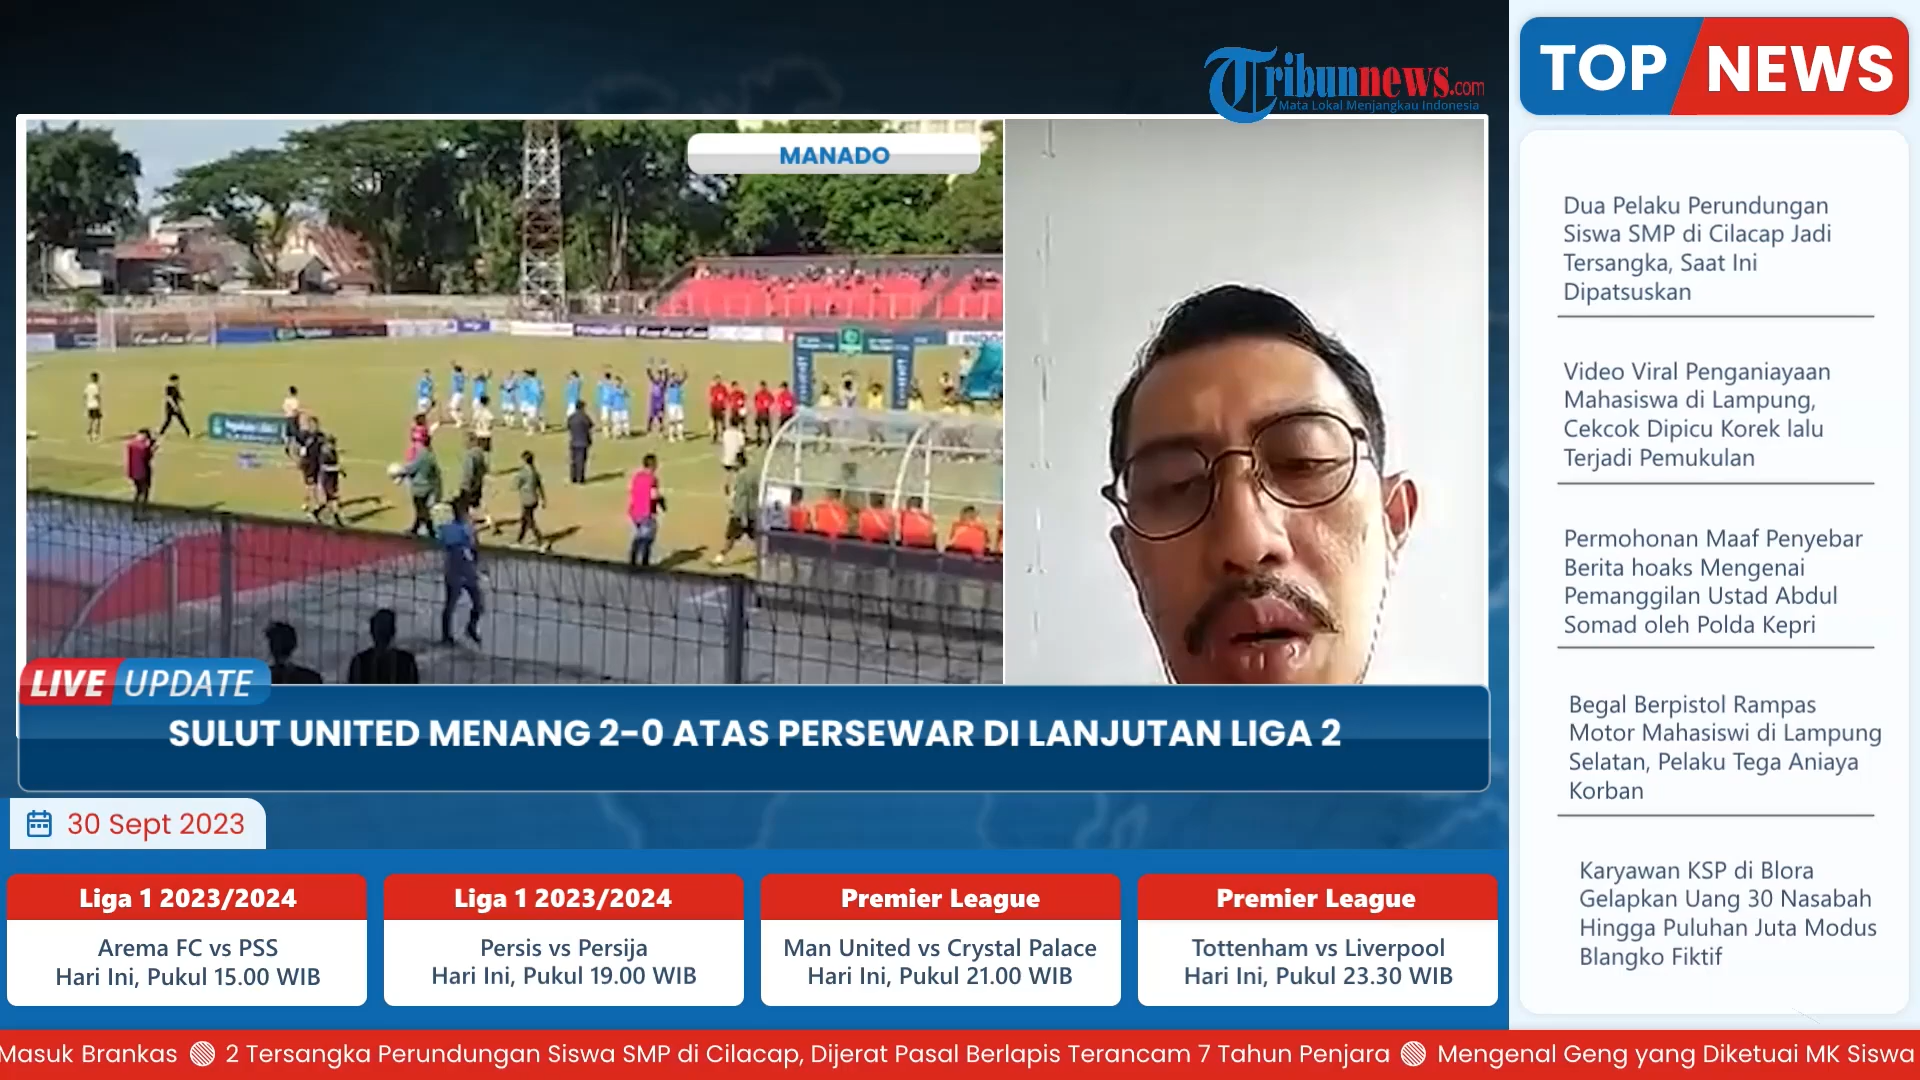 Tribunnews.com
Mata Lokal Menjangkau Indonesia
MANADO
LIVE UPDATE
SULUT UNITED MENANG 2-0 ATAS PERSEWAR DI LANJUTAN LIGA 2
30 Sept 2023
Liga 1 2023/2024
Arema FC vs PSS
Hari Ini, Pukul 15.00 WIB
Liga 1 2023/2024
Persis vs Persija
Hari Ini, Pukul 19.00 WIB
Premier League
Man United vs Crystal Palace
Hari Ini, Pukul 21.00 WIB
Premier League
Tottenham vs Liverpool
Hari Ini, Pukul 23.30 WIB
TOP NEWS
Dua Pelaku Perundungan
Siswa SMP di Cilacap Jadi
Tersangka, Saat Ini
Dipatsuskan
Video Viral Penganiayaan
Mahasiswa di Lampung,
Cekcok Dipicu Korek lalu
Terjadi Pemukulan
Permohonan Maaf Penyebar
Berita hoaks Mengenai
Pemanggilan Ustad Abdul
Somad oleh Polda Kepri
Begal Berpistol Rampas
Motor Mahasiswi di Lampung
Selatan, Pelaku Tega Aniaya
Korban
Karyawan KSP di Blora
Gelapkan Uang 30 Nasabah
Hingga Puluhan Juta Modus
Blangko Fiktif
Masuk Brankas 2 Tersangka Perundungan Siswa SMP di Cilacap, Dijerat Pasal Berlapis Terancam 7 Tahun Penjara Mengenal Geng yang Diketuai MK Siswa